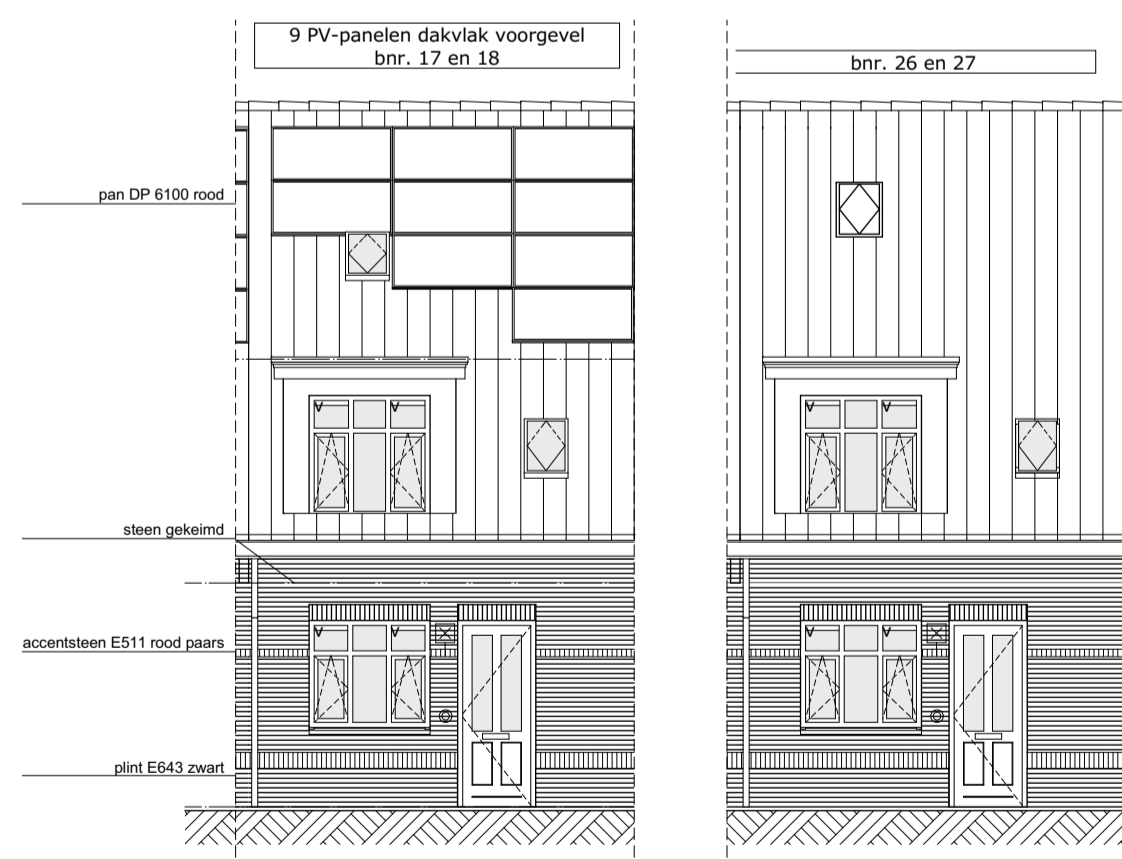 9 PV-panelen dakvlak voorgevel
bnr. 17 en 18
bnr. 26 en 27
pan DP 6100 rood
steen gekeimd
accentsteen E511 rood paars
plint E643 zwart